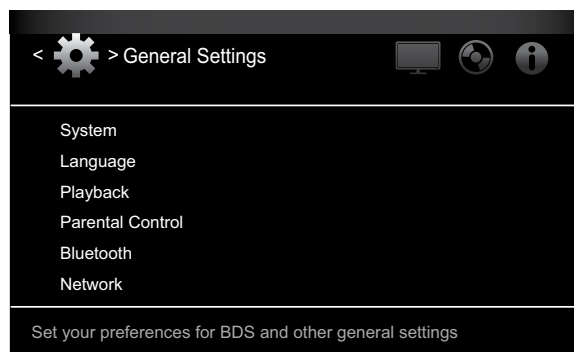 < > General Settings
System
Language
Playback
Parental Control
Bluetooth
Network
Set your preferences for BDS and other general settings